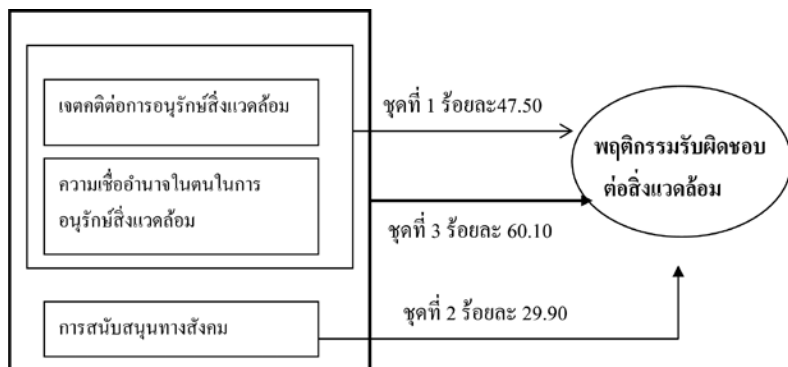 เจตคติต่อการอนุรักษ์สิ่งแวดล้อม
ความเชื่ออำนาจในตนในการ
อนุรักษ์สิ่งแวดล้อม
การสนับสนุนทางสังคม
ชุดที่ 1 ร้อยละ47.50
ชุดที่ 3 ร้อยละ 60.10
ชุดที่ 2 ร้อยละ 29.90
พฤติกรรมรับผิดชอบ
ต่อสิ่งแวดล้อม